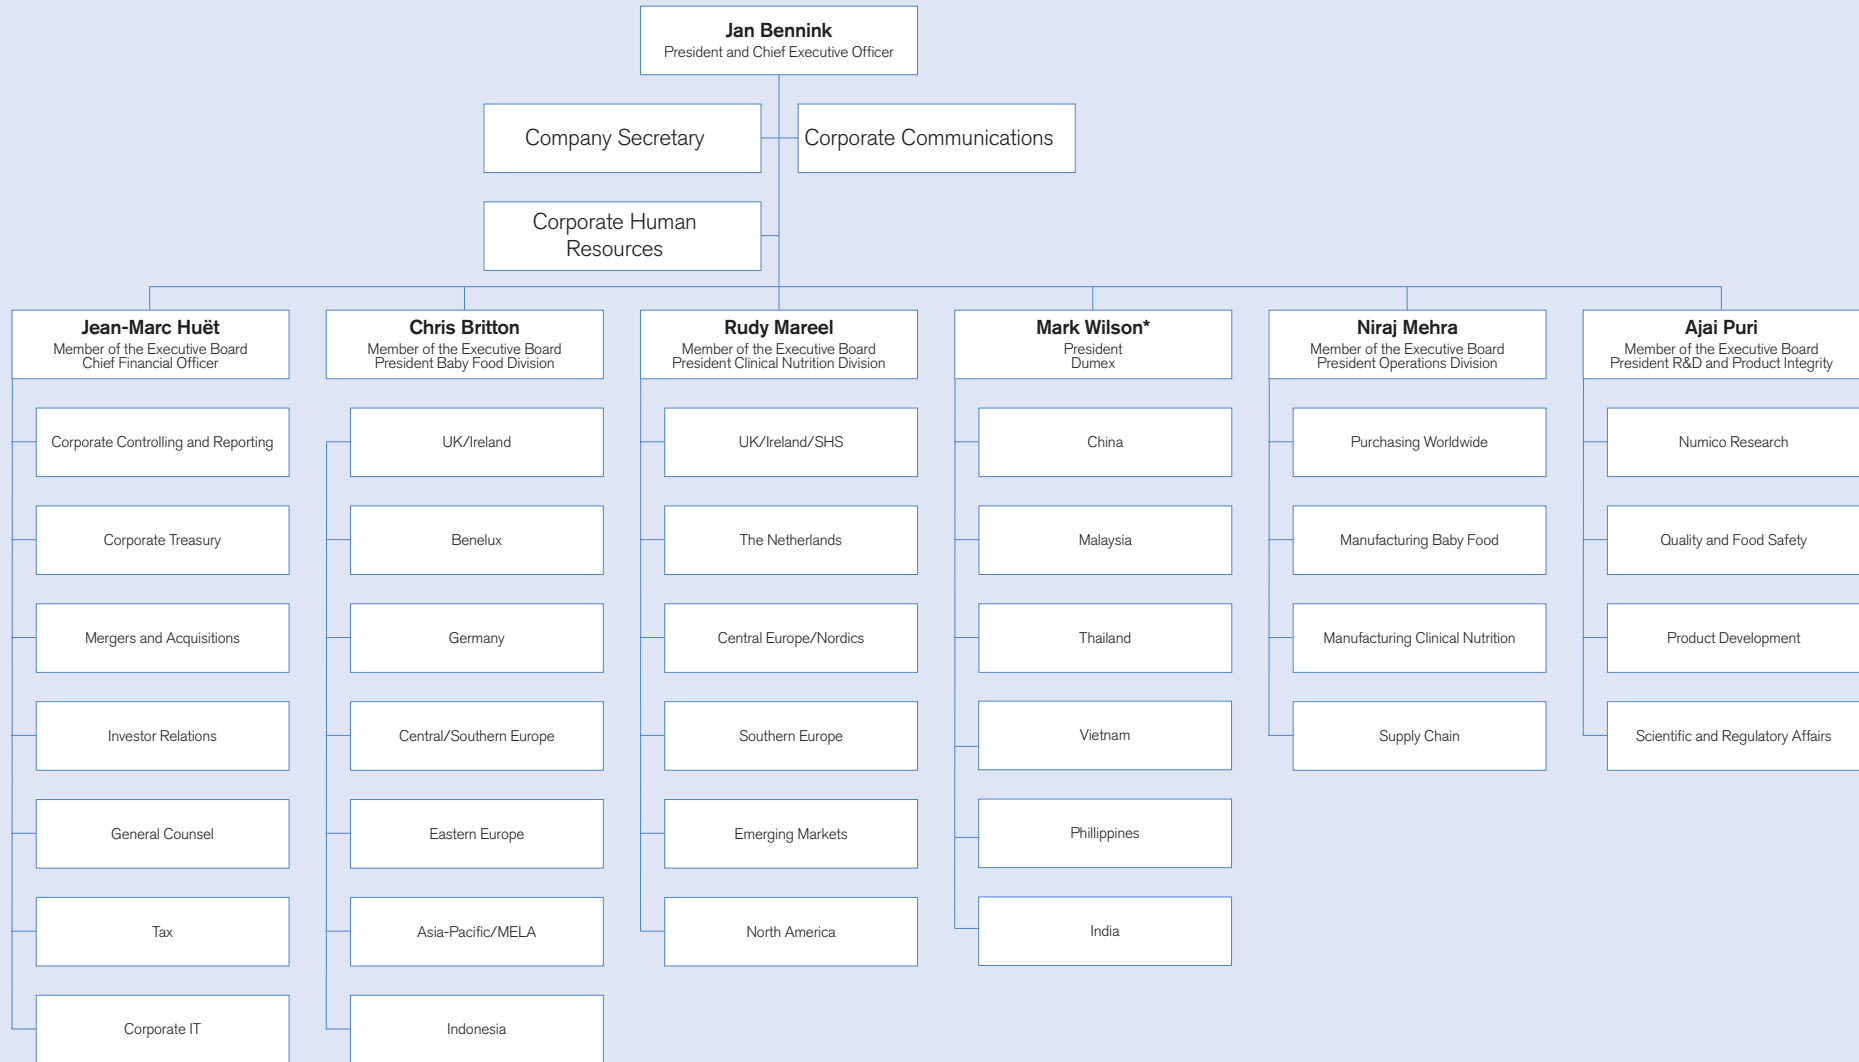 Jan Bennink
President and Chief Executive Officer
Company Secretary
Corporate Communications
Corporate Human
Resources
Jean-Marc Huët
Member of the Executive Board
Chief Financial Officer
Corporate Controlling and Reporting
Corporate Treasury
Mergers and Acquisitions
Investor Relations
General Counsel
Tax
Corporate IT
Chris Britton
Member of the Executive Board
President Baby Food Division
UK/Ireland
Benelux
Germany
Central/Southern Europe
Eastern Europe
Asia-Pacific/MELA
Indonesia
Rudy Mareel
Member of the Executive Board
President Clinical Nutrition Division
UK/Ireland/SHS
The Netherlands
Central Europe/Nordics
Southern Europe
Emerging Markets
North America
Mark Wilson*
President
Dumex
China
Malaysia
Thailand
Vietnam
Phillippines
India
Niraj Mehra
Member of the Executive Board
President Operations Division
Purchasing Worldwide
Manufacturing Baby Food
Manufacturing Clinical Nutrition
Supply Chain
Ajai Puri
Member of the Executive Board
President R&D and Product Integrity
Numico Research
Quality and Food Safety
Product Development
Scientific and Regulatory Affairs